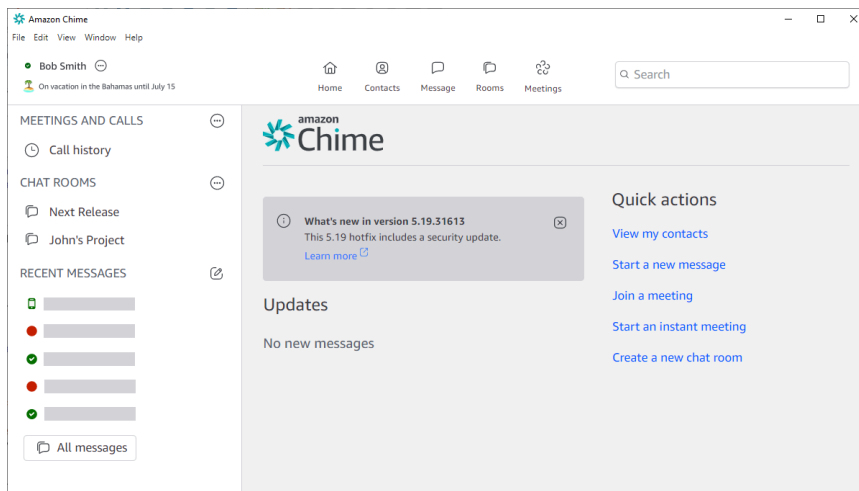 Amazon Chime
File Edit View Window Help
Bob Smith
On vacation in the Bahamas until July 15
Home Contacts Message Rooms Meetings
Search
MEETINGS AND CALLS
Call history
CHAT ROOMS
Next Release
John's Project
RECENT MESSAGES
All messages
amazon
Chime
What's new in version 5.19.31613
This 5.19 hotfix includes a security update.
Learn more
Updates
No new messages
Quick actions
View my contacts
Start a new message
Join a meeting
Start an instant meeting
Create a new chat room